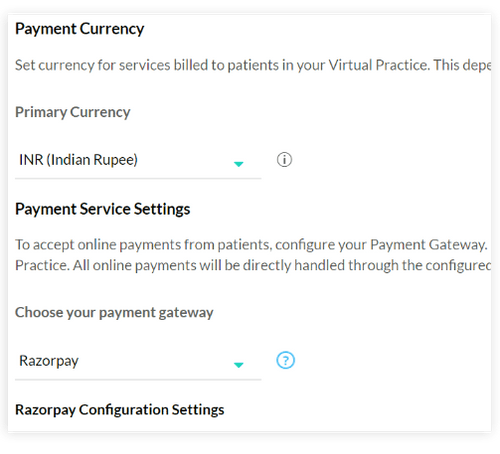 Payment Currency
Set currency for services billed to patients in your Virtual Practice. This depe
Primary Currency
INR (Indian Rupee)
Payment Service Settings
To accept online payments from patients, configure your Payment Gateway.
Practice. All online payments will be directly handled through the configured
Choose your payment gateway
Razorpay
?
Razorpay Configuration Settings